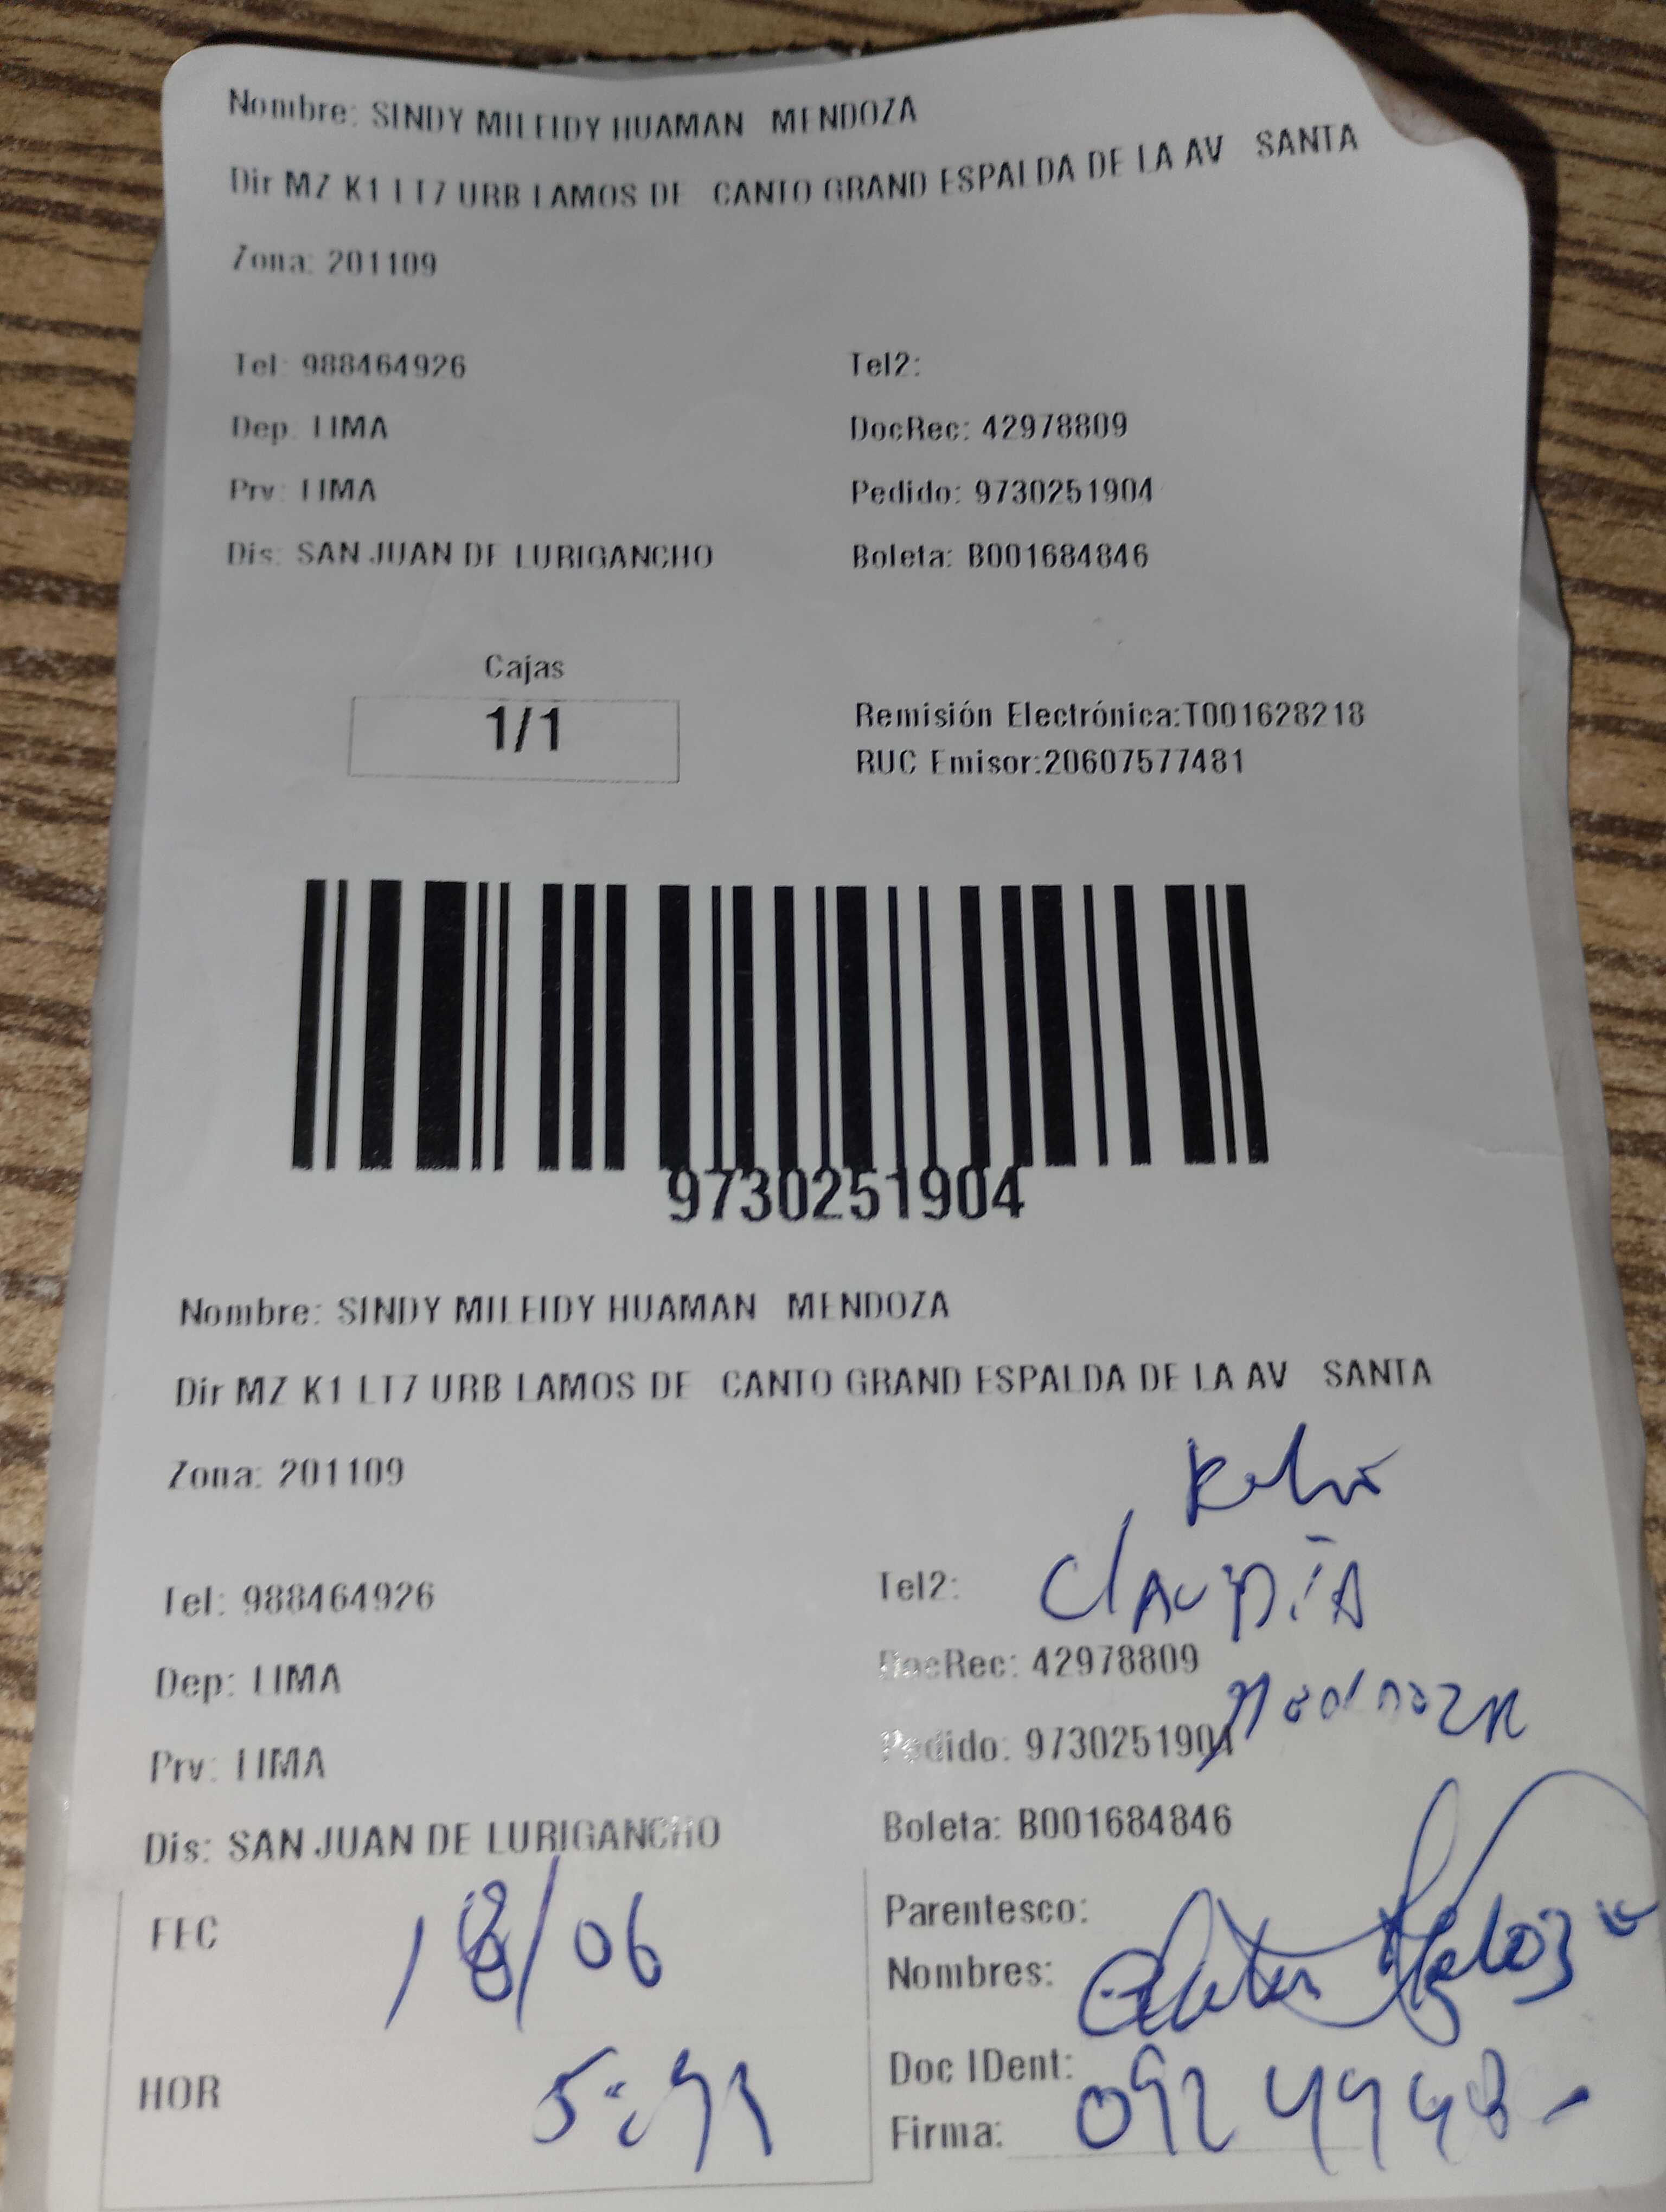 Nombre: SINDY MILEIDY HUAMAN MENDOZA
Dir MZ K1 LT7 URB LAMOS DE CANTO GRAND ESPALDA DE LA AV SANTA
Zona: 201109
Tel: 988464926 Tel2:
Dep: LIMA DocRec: 42978809
Prv: LIMA Pedido: 9730251904
Dis: SAN JUAN DE LURIGANCHO Boleta: B001684846
Cajas
1/1
Remisión Electrónica:T001628218
RUC Emisor:20607577481
9730251904
Nombre: SINDY MILEIDY HUAMAN MENDOZA
Dir MZ K1 LT7 URB LAMOS DE CANTO GRAND ESPALDA DE LA AV SANTA
Zona: 201109
Tel: 988464926 Tel2:
CLAUDIA
Dep: LIMA DocRec: 42978809
Prv: LIMA Pedido: 9730251904
Dis: SAN JUAN DE LURIGANCHO Boleta: B001684846
FEC 18/06
Parentesco:
Nombres:
HOR
Doc IDent:
Firma: